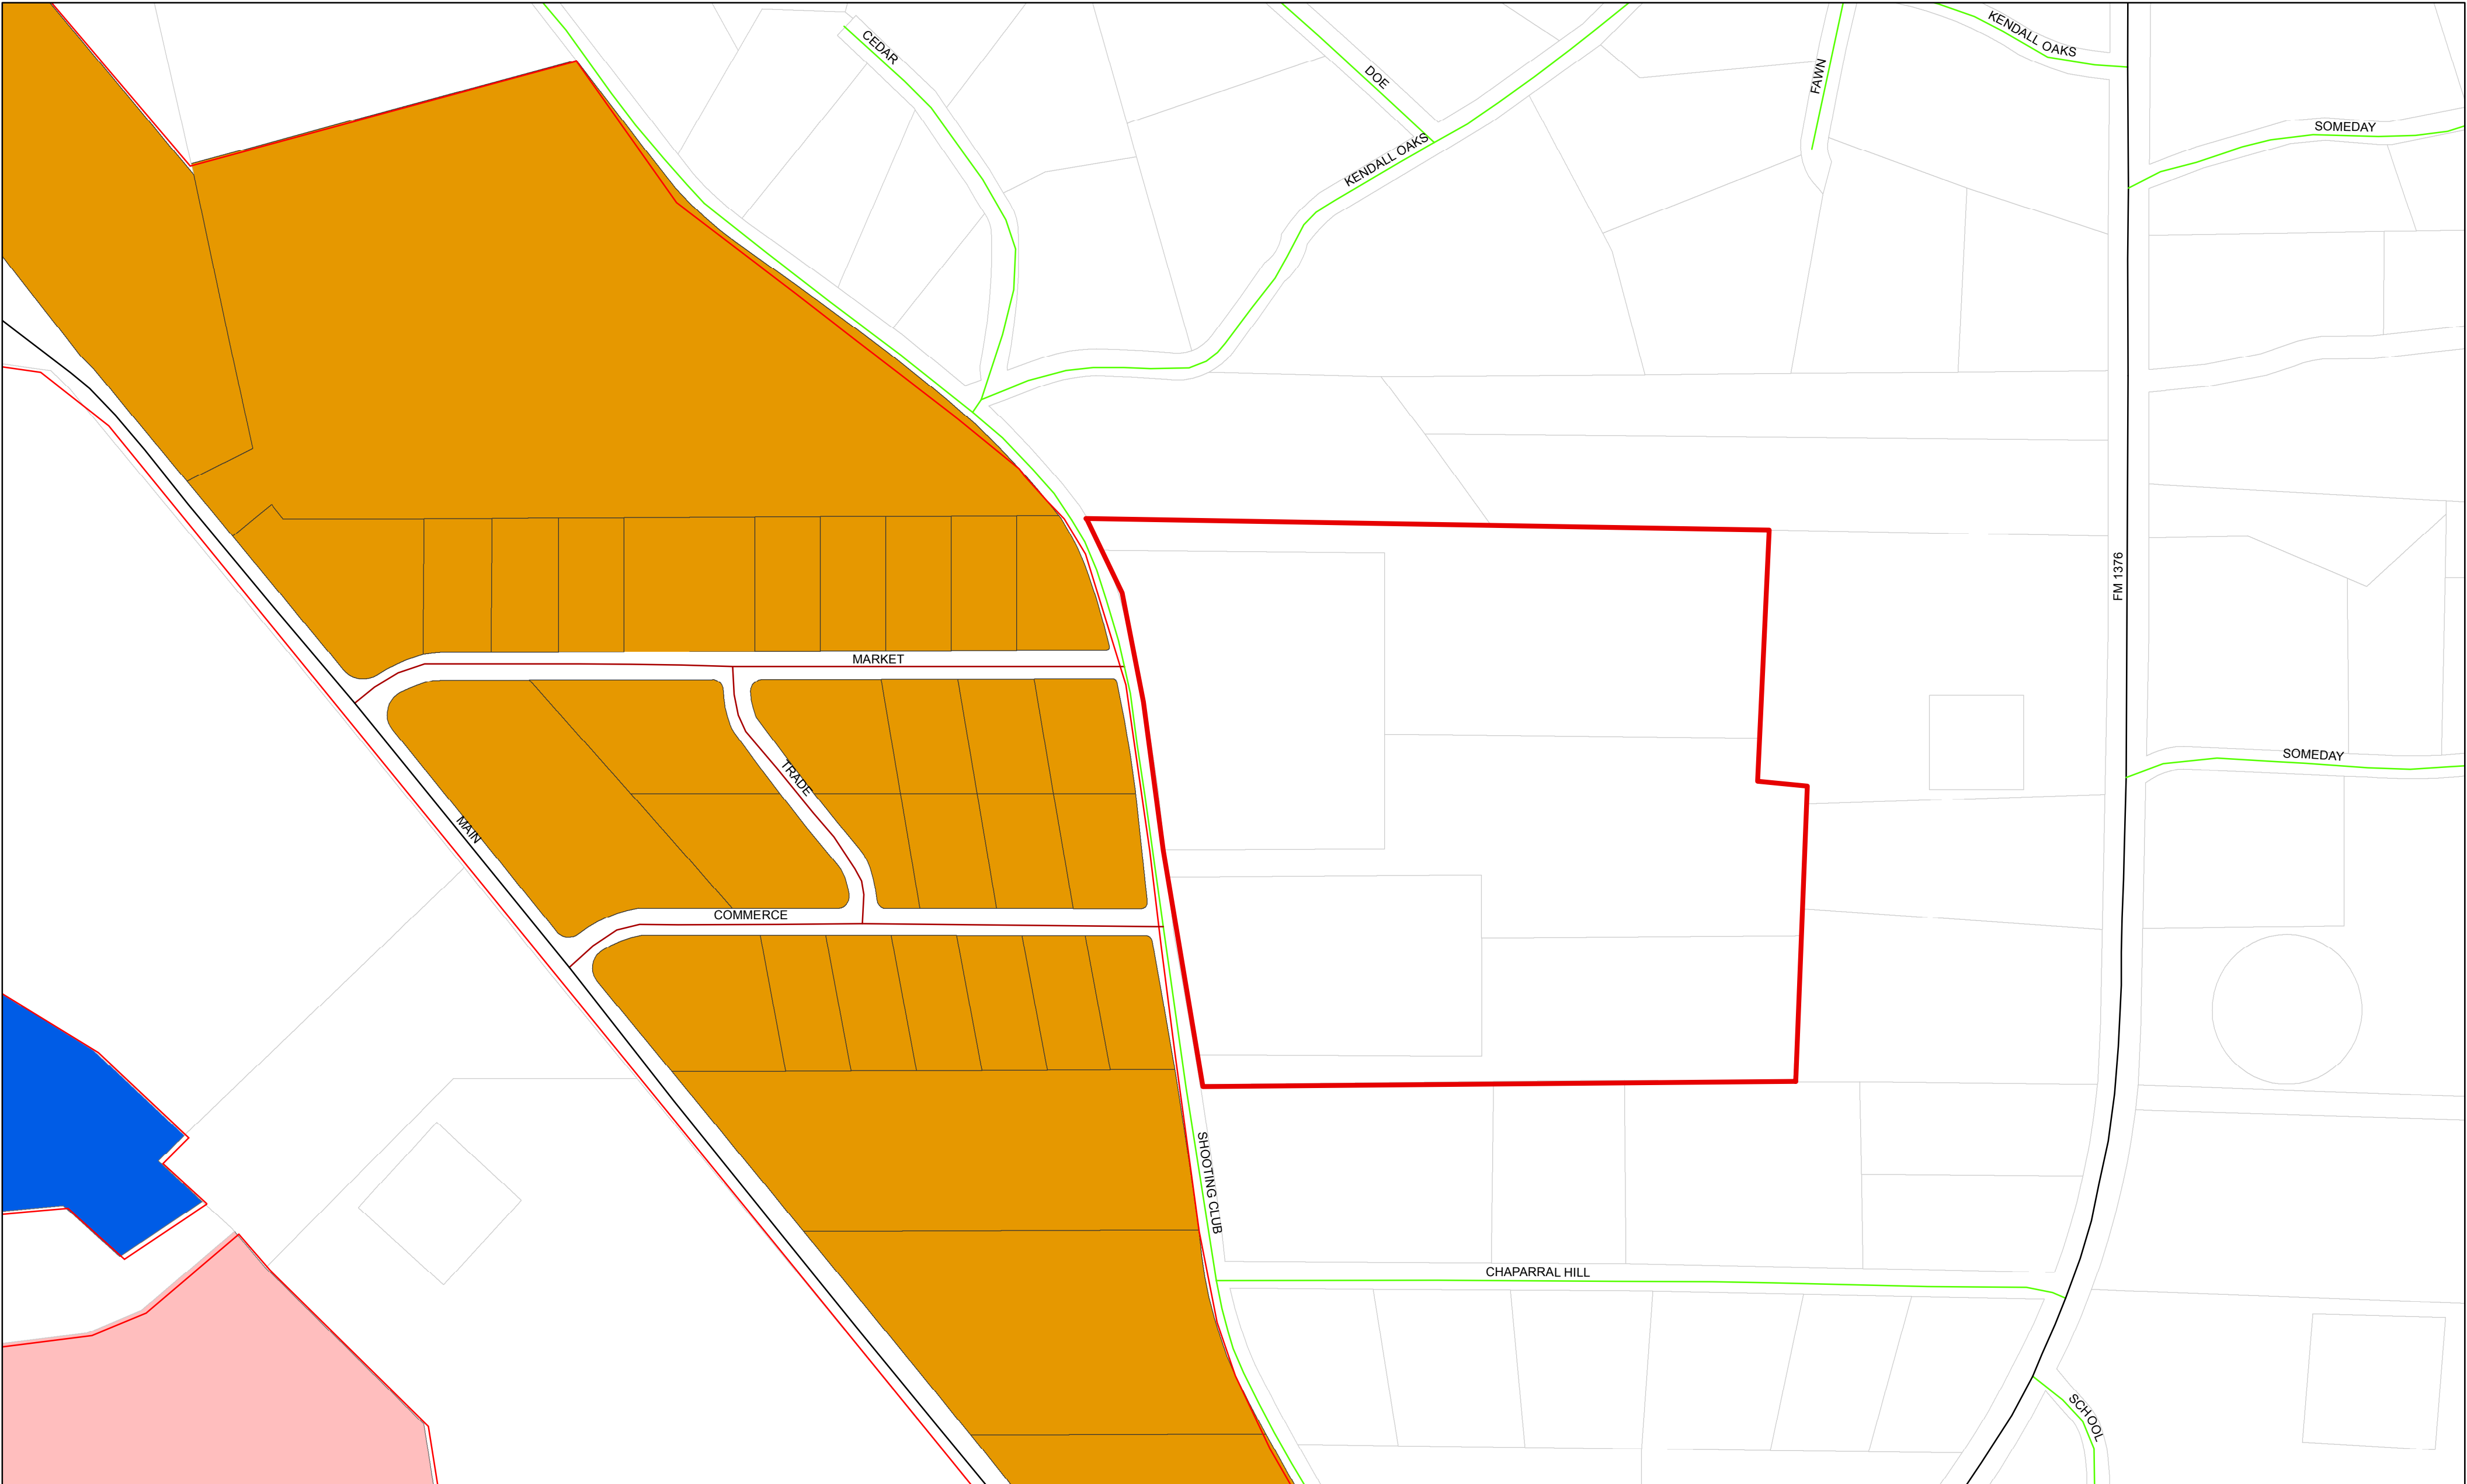 KENDALL OAKS
CEDAR
DOE
FAWN
SOMEDAY
KENDALL OAKS
FM 1376
MARKET
SOMEDAY
TRADE
MAIN
COMMERCE
SHOOTING CLUB
CHAPARRAL HILL
SCHOOL